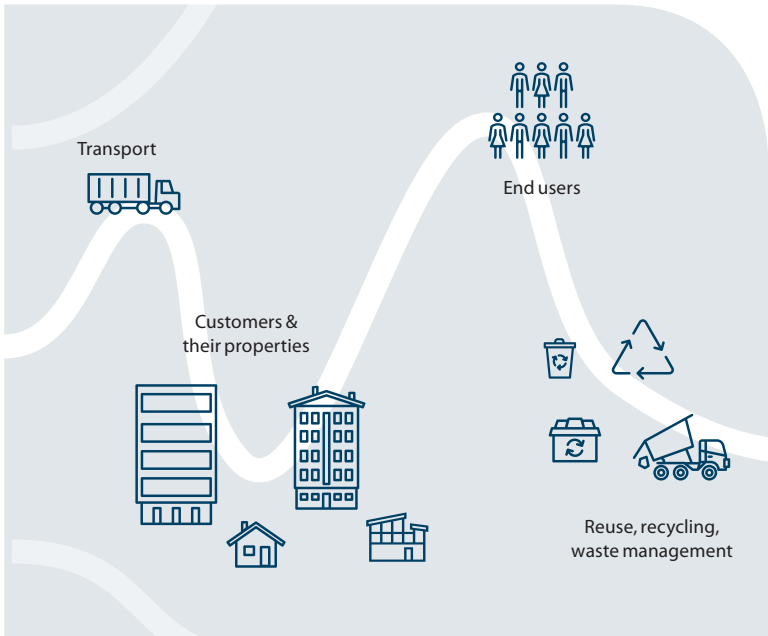 Transport
End users
Customers &
their properties
Reuse, recycling,
waste management